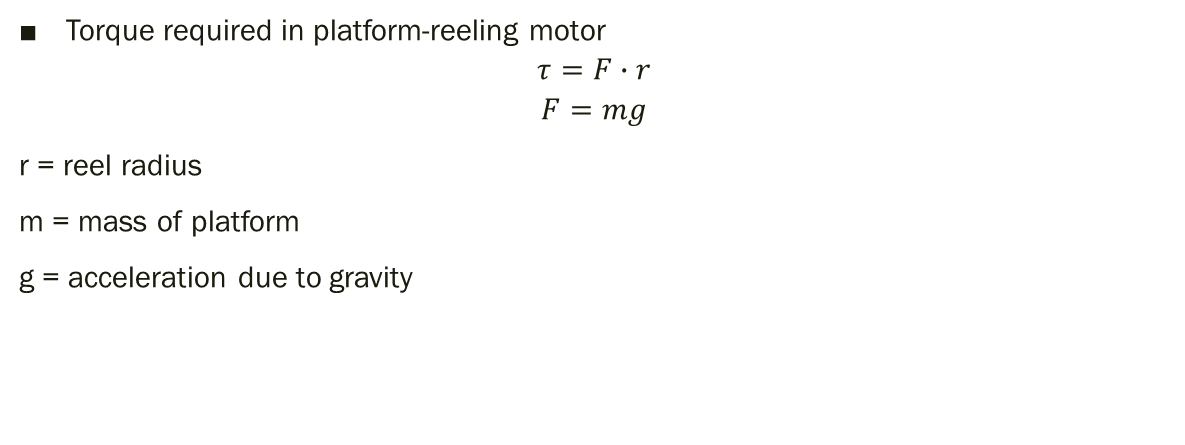 ■ Torque required in platform-reeling motor
𝜏 = 𝐹 · 𝑟
𝐹 = 𝑚𝑔
r = reel radius
m = mass of platform
g = acceleration due to gravity